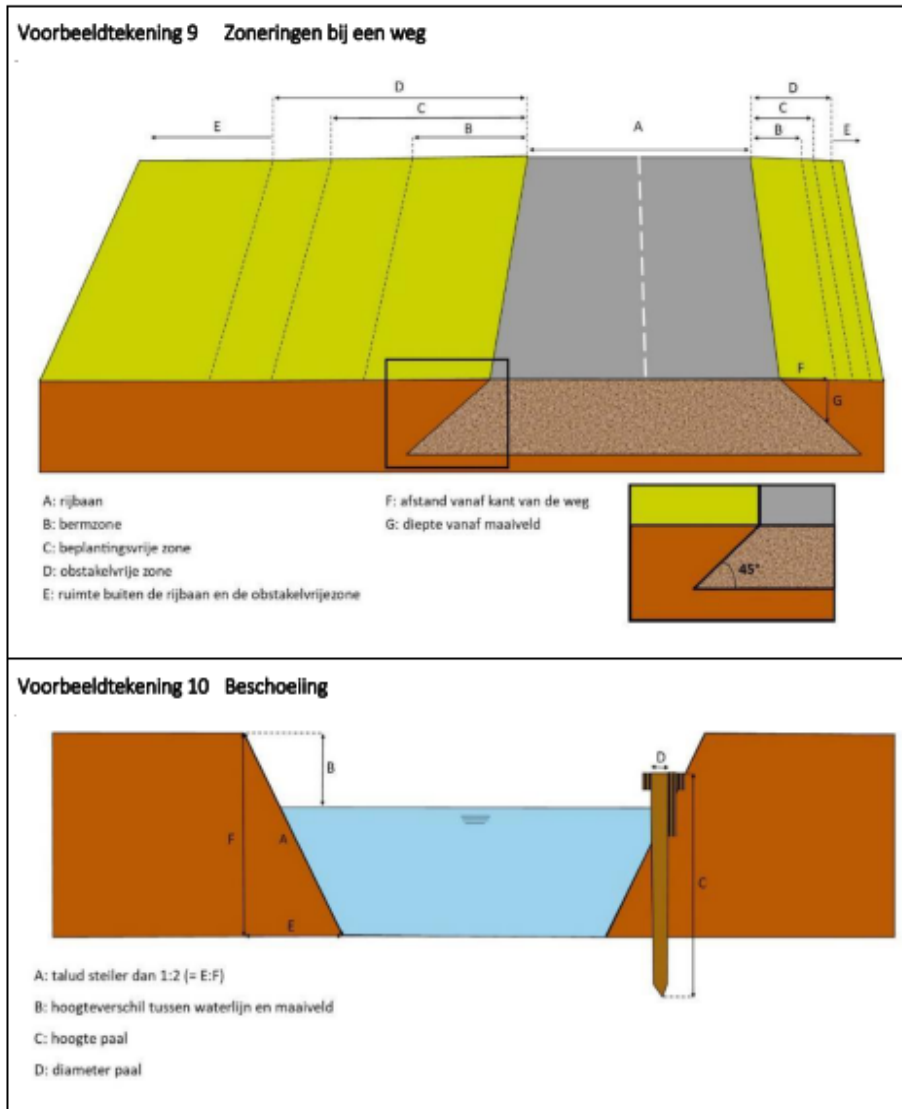 Voorbeeldtekening 9 Zoneringen bij een weg
D
D
C
C
E
B
A
B
E
F
G
A: rijbaan
B: bermzone
C: beplantingsvrije zone
D: obstakelvrije zone
E: ruimte buiten de rijbaan en de obstakelvrijezone
F: afstand vanaf kant van de weg
G: diepte vanaf maaiveld
45°
Voorbeeldtekening 10 Beschoeiing
B
D
F
A
C
E
A: talud steiler dan 1:2 (= E:F)
B: hoogteverschil tussen waterlijn en maaiveld
C: hoogte paal
D: diameter paal